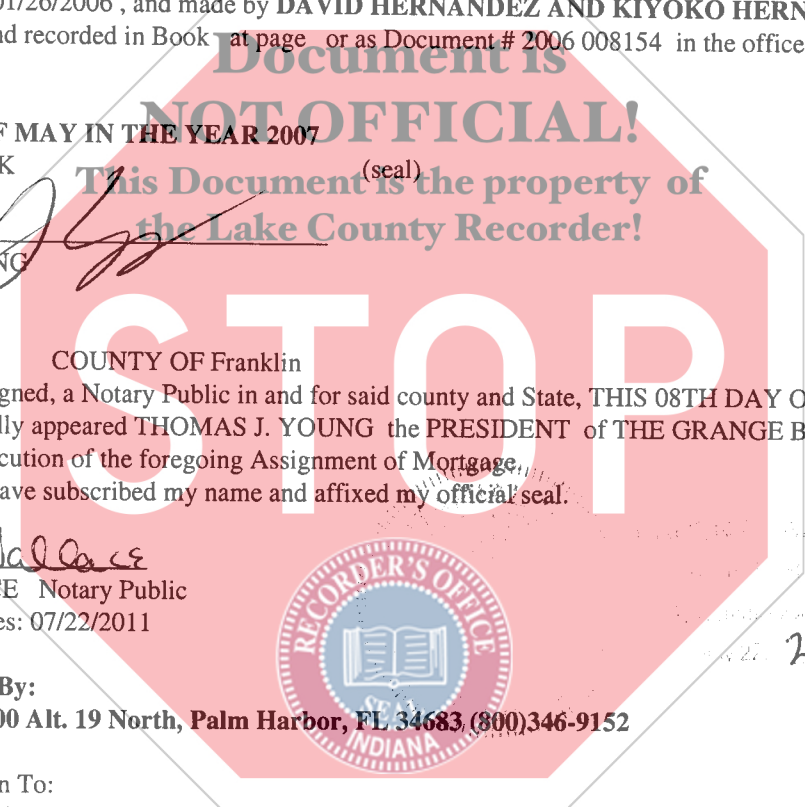 01/26/2006 , and made by DAVID HERNANDEZ AND KIYOKO HERN
nd recorded in Book at page or as Document # 2006 008154 in the office
Document is
NOT OFFICIAL!
F MAY IN THE YEAR 2007
K
(seal)
This Document is the property of
the Lake County Recorder!
NG
STOP
COUNTY OF Franklin
gned, a Notary Public in and for said county and State, THIS 08TH DAY O
lly appeared THOMAS J. YOUNG the PRESIDENT of THE GRANGE B
cution of the foregoing Assignment of Mortgage.
ave subscribed my name and affixed my official seal.
allace
CE Notary Public
es: 07/22/2011
RECORDER'S OFFICE
SEAL
INDIANA
2
By:
00 Alt. 19 North, Palm Harbor, FL 34683 (800)346-9152
n To: